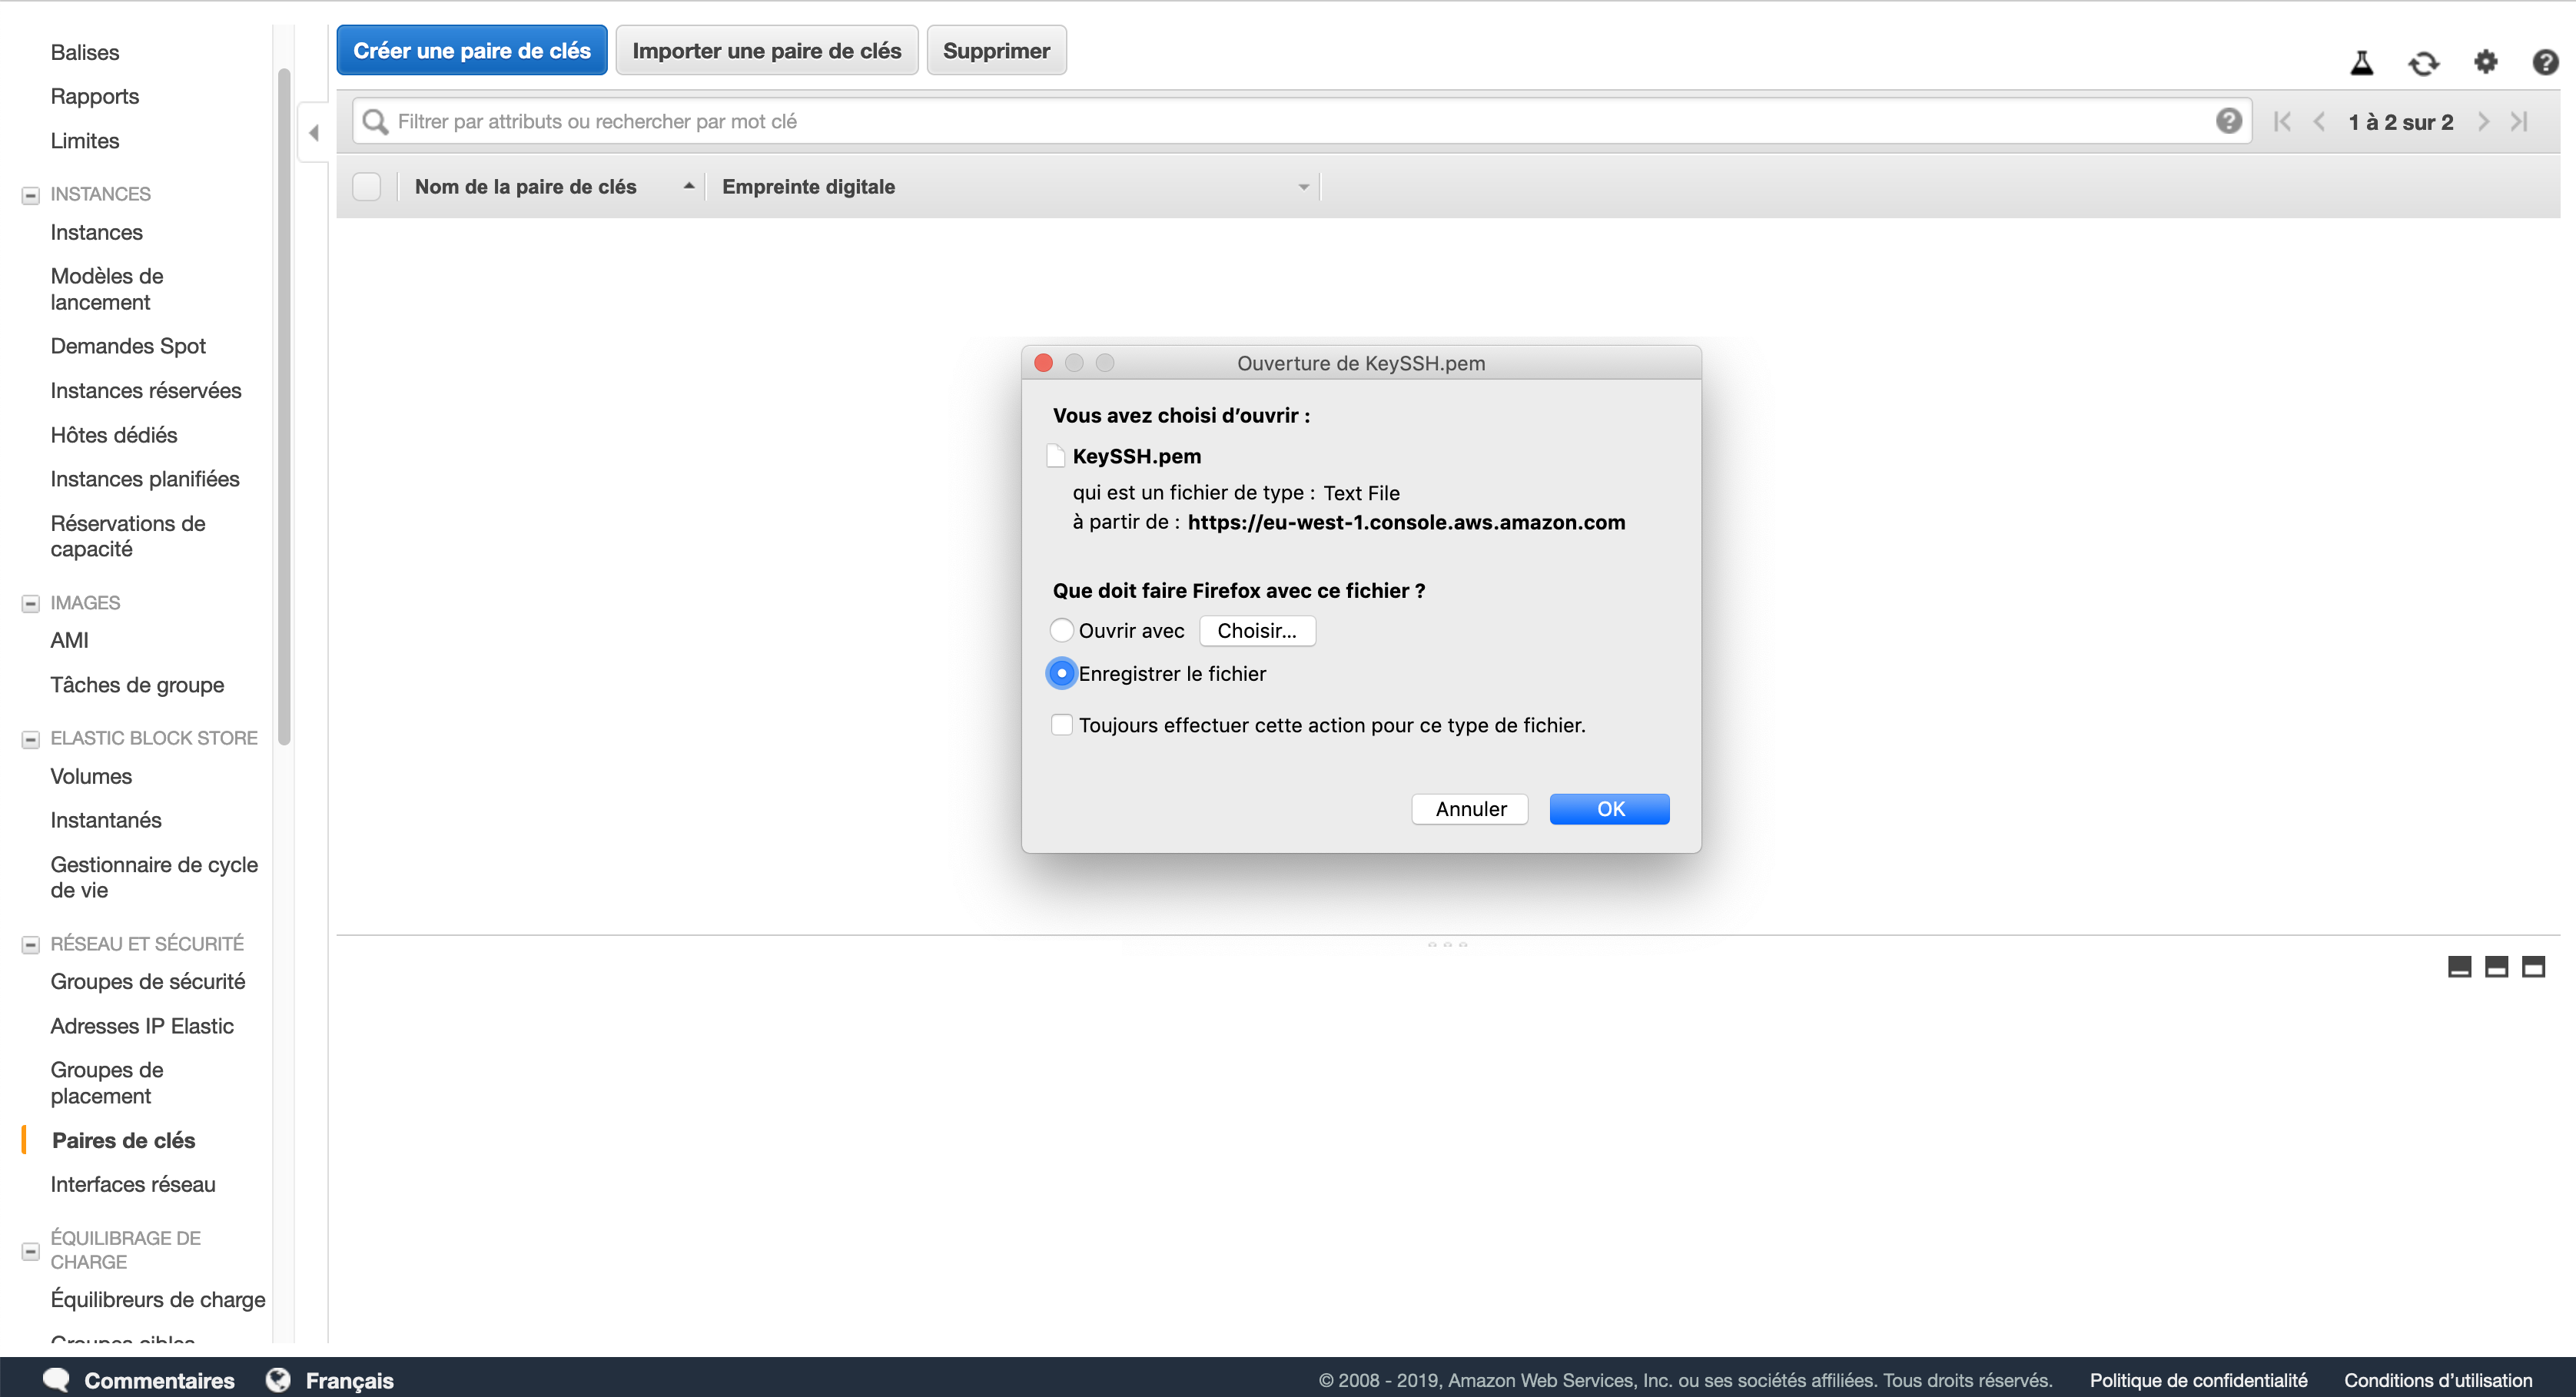 Balises
Rapports
Limites
INSTANCES
Instances
Modèles de
lancement
Demandes Spot
Instances réservées
Hôtes dédiés
Instances planifiées
Réservations de
capacité
IMAGES
AMI
Tâches de groupe
ELASTIC BLOCK STORE
Volumes
Instantanés
Gestionnaire de cycle
de vie
RÉSEAU ET SÉCURITÉ
Groupes de sécurité
Adresses IP Elastic
Groupes de
placement
Paires de clés
Interfaces réseau
ÉQUILIBRAGE DE
CHARGE
Équilibreurs de charge
Groupes cibles
Créer une paire de clés Importer une paire de clés Supprimer
Filtrer par attributs ou rechercher par mot clé
1 à 2 sur 2
Nom de la paire de clés Empreinte digitale
Ouverture de KeySSH.pem
Vous avez choisi d’ouvrir :
KeySSH.pem
qui est un fichier de type : Text File
à partir de : https://eu-west-1.console.aws.amazon.com
Que doit faire Firefox avec ce fichier ?
Ouvrir avec Choisir...
Enregistrer le fichier
Toujours effectuer cette action pour ce type de fichier.
Annuler OK
Commentaires Français © 2008 - 2019, Amazon Web Services, Inc. ou ses sociétés affiliées. Tous droits réservés. Politique de confidentialité Conditions d’utilisation